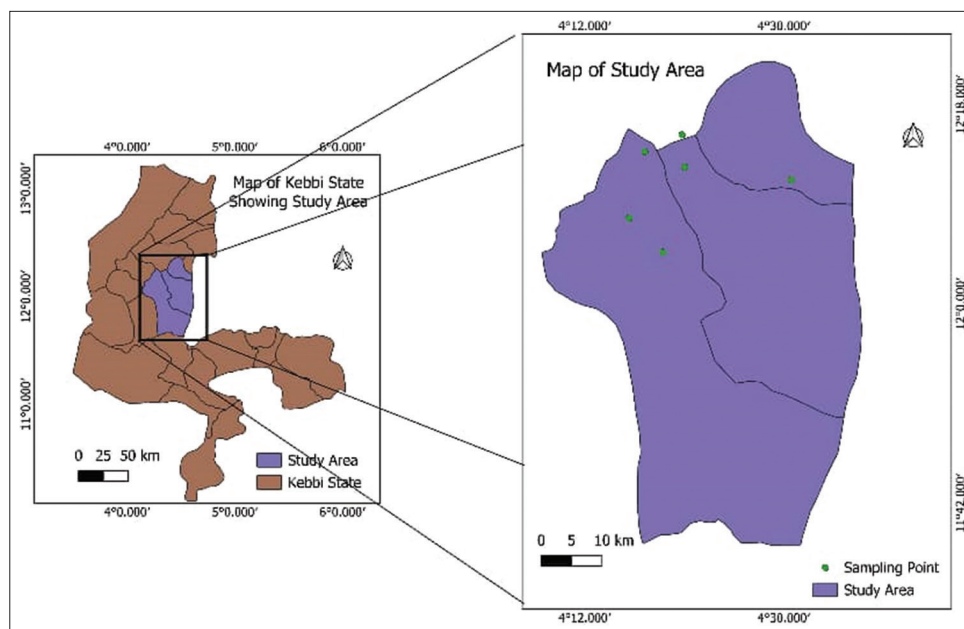 4°0.000′ 5°0.000′ 6°0.000′
Map of Kebbi State
Showing Study Area
13°0.000′
12°0.000′
11°0.000′
0 25 50 km
Study Area
Kebbi State
4°0.000′ 5°0.000′ 6°0.000′
4°12.000′ 4°30.000′
Map of Study Area
12°18.000′
12°0.000′
11°42.000′
0 5 10 km
Sampling Point
Study Area
4°12.000′ 4°30.000′